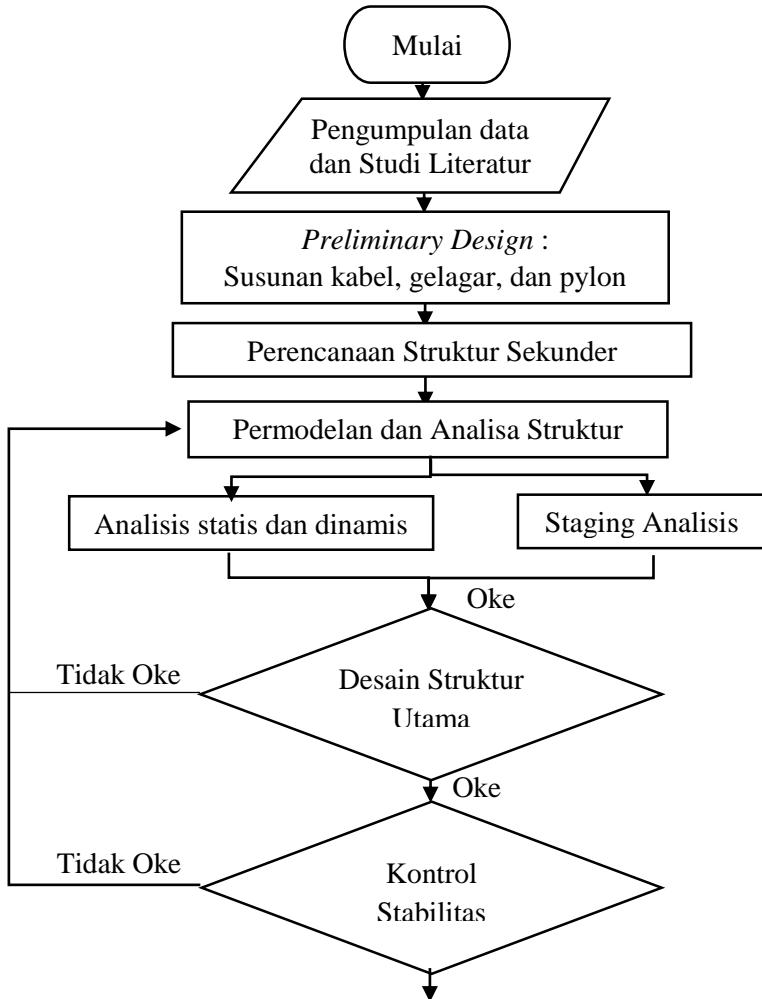 Mulai
Pengumpulan data
dan Studi Literatur
Preliminary Design :
Susunan kabel, gelagar, dan pylon
Perencanaan Struktur Sekunder
Permodelan dan Analisa Struktur
Analisis statis dan dinamis
Staging Analisis
Oke
Tidak Oke
Desain Struktur
Utama
Oke
Tidak Oke
Kontrol
Stabilitas